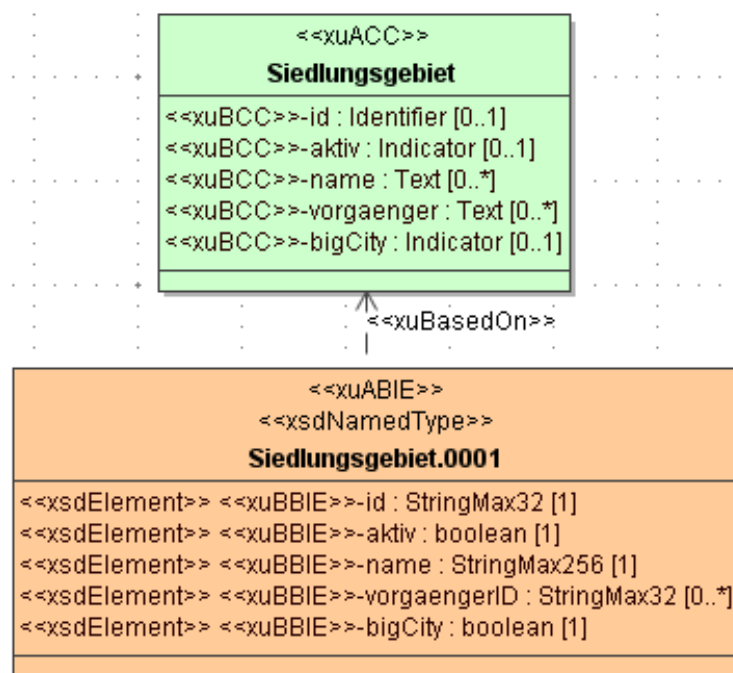 <<xuACC>>
Siedlungsgebiet
<<xuBCC>>-id : Identifier [0..1]
<<xuBCC>>-aktiv : Indicator [0..1]
<<xuBCC>>-name : Text [0..*]
<<xuBCC>>-vorgaenger : Text [0..*]
<<xuBCC>>-bigCity : Indicator [0..1]
<<xuBasedOn>>
<<xuABIE>>
<<xsdNamedType>>
Siedlungsgebiet.0001
<<xsdElement>> <<xuBBIE>>-id : StringMax32 [1]
<<xsdElement>> <<xuBBIE>>-aktiv : boolean [1]
<<xsdElement>> <<xuBBIE>>-name : StringMax256 [1]
<<xsdElement>> <<xuBBIE>>-vorgaengerID : StringMax32 [0..*]
<<xsdElement>> <<xuBBIE>>-bigCity : boolean [1]